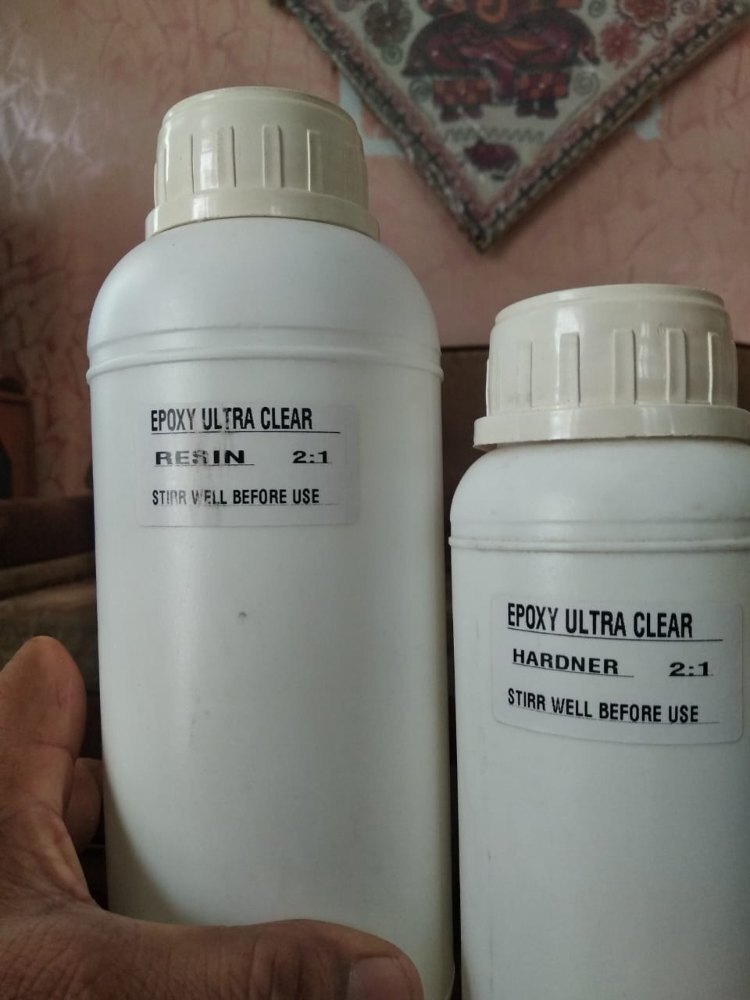 EPOXY ULTRA CLEAR
RESIN 2:1
STIRR WELL BEFORE USE
EPOXY ULTRA CLEAR
HARDNER 2:1
STIRR WELL BEFORE USE